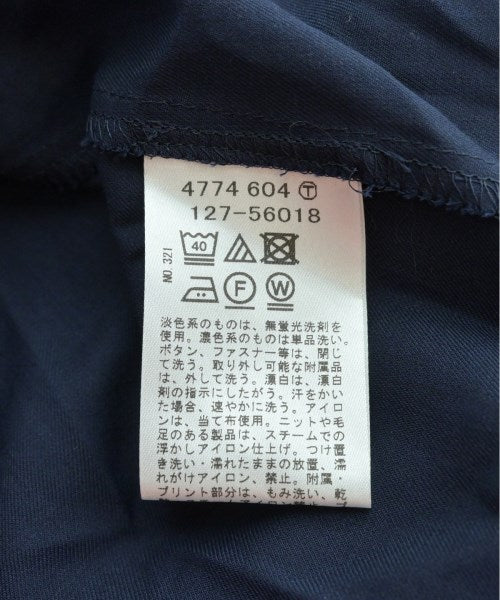 4774 604 Ⓣ
127-56018
40
F W
NO.321
淡色系のものは、無蛍光洗剤を
使用。濃色系のものは単品洗い。
ボタン、ファスナー等は、閉じ
て洗う。取り外し可能な附属品
は、外して洗う。漂白は、漂白
剤の指示にしたがう。汗をかい
た場合、速やかに洗う。アイロ
ンは、当て布使用。ニットや毛
足のある製品は、スチームでの
浮かしアイロン仕上げ。つけ置
き洗い・濡れたままの放置、濡
れがけアイロン、禁止。附属・
プリント部分は、もみ洗い、乾